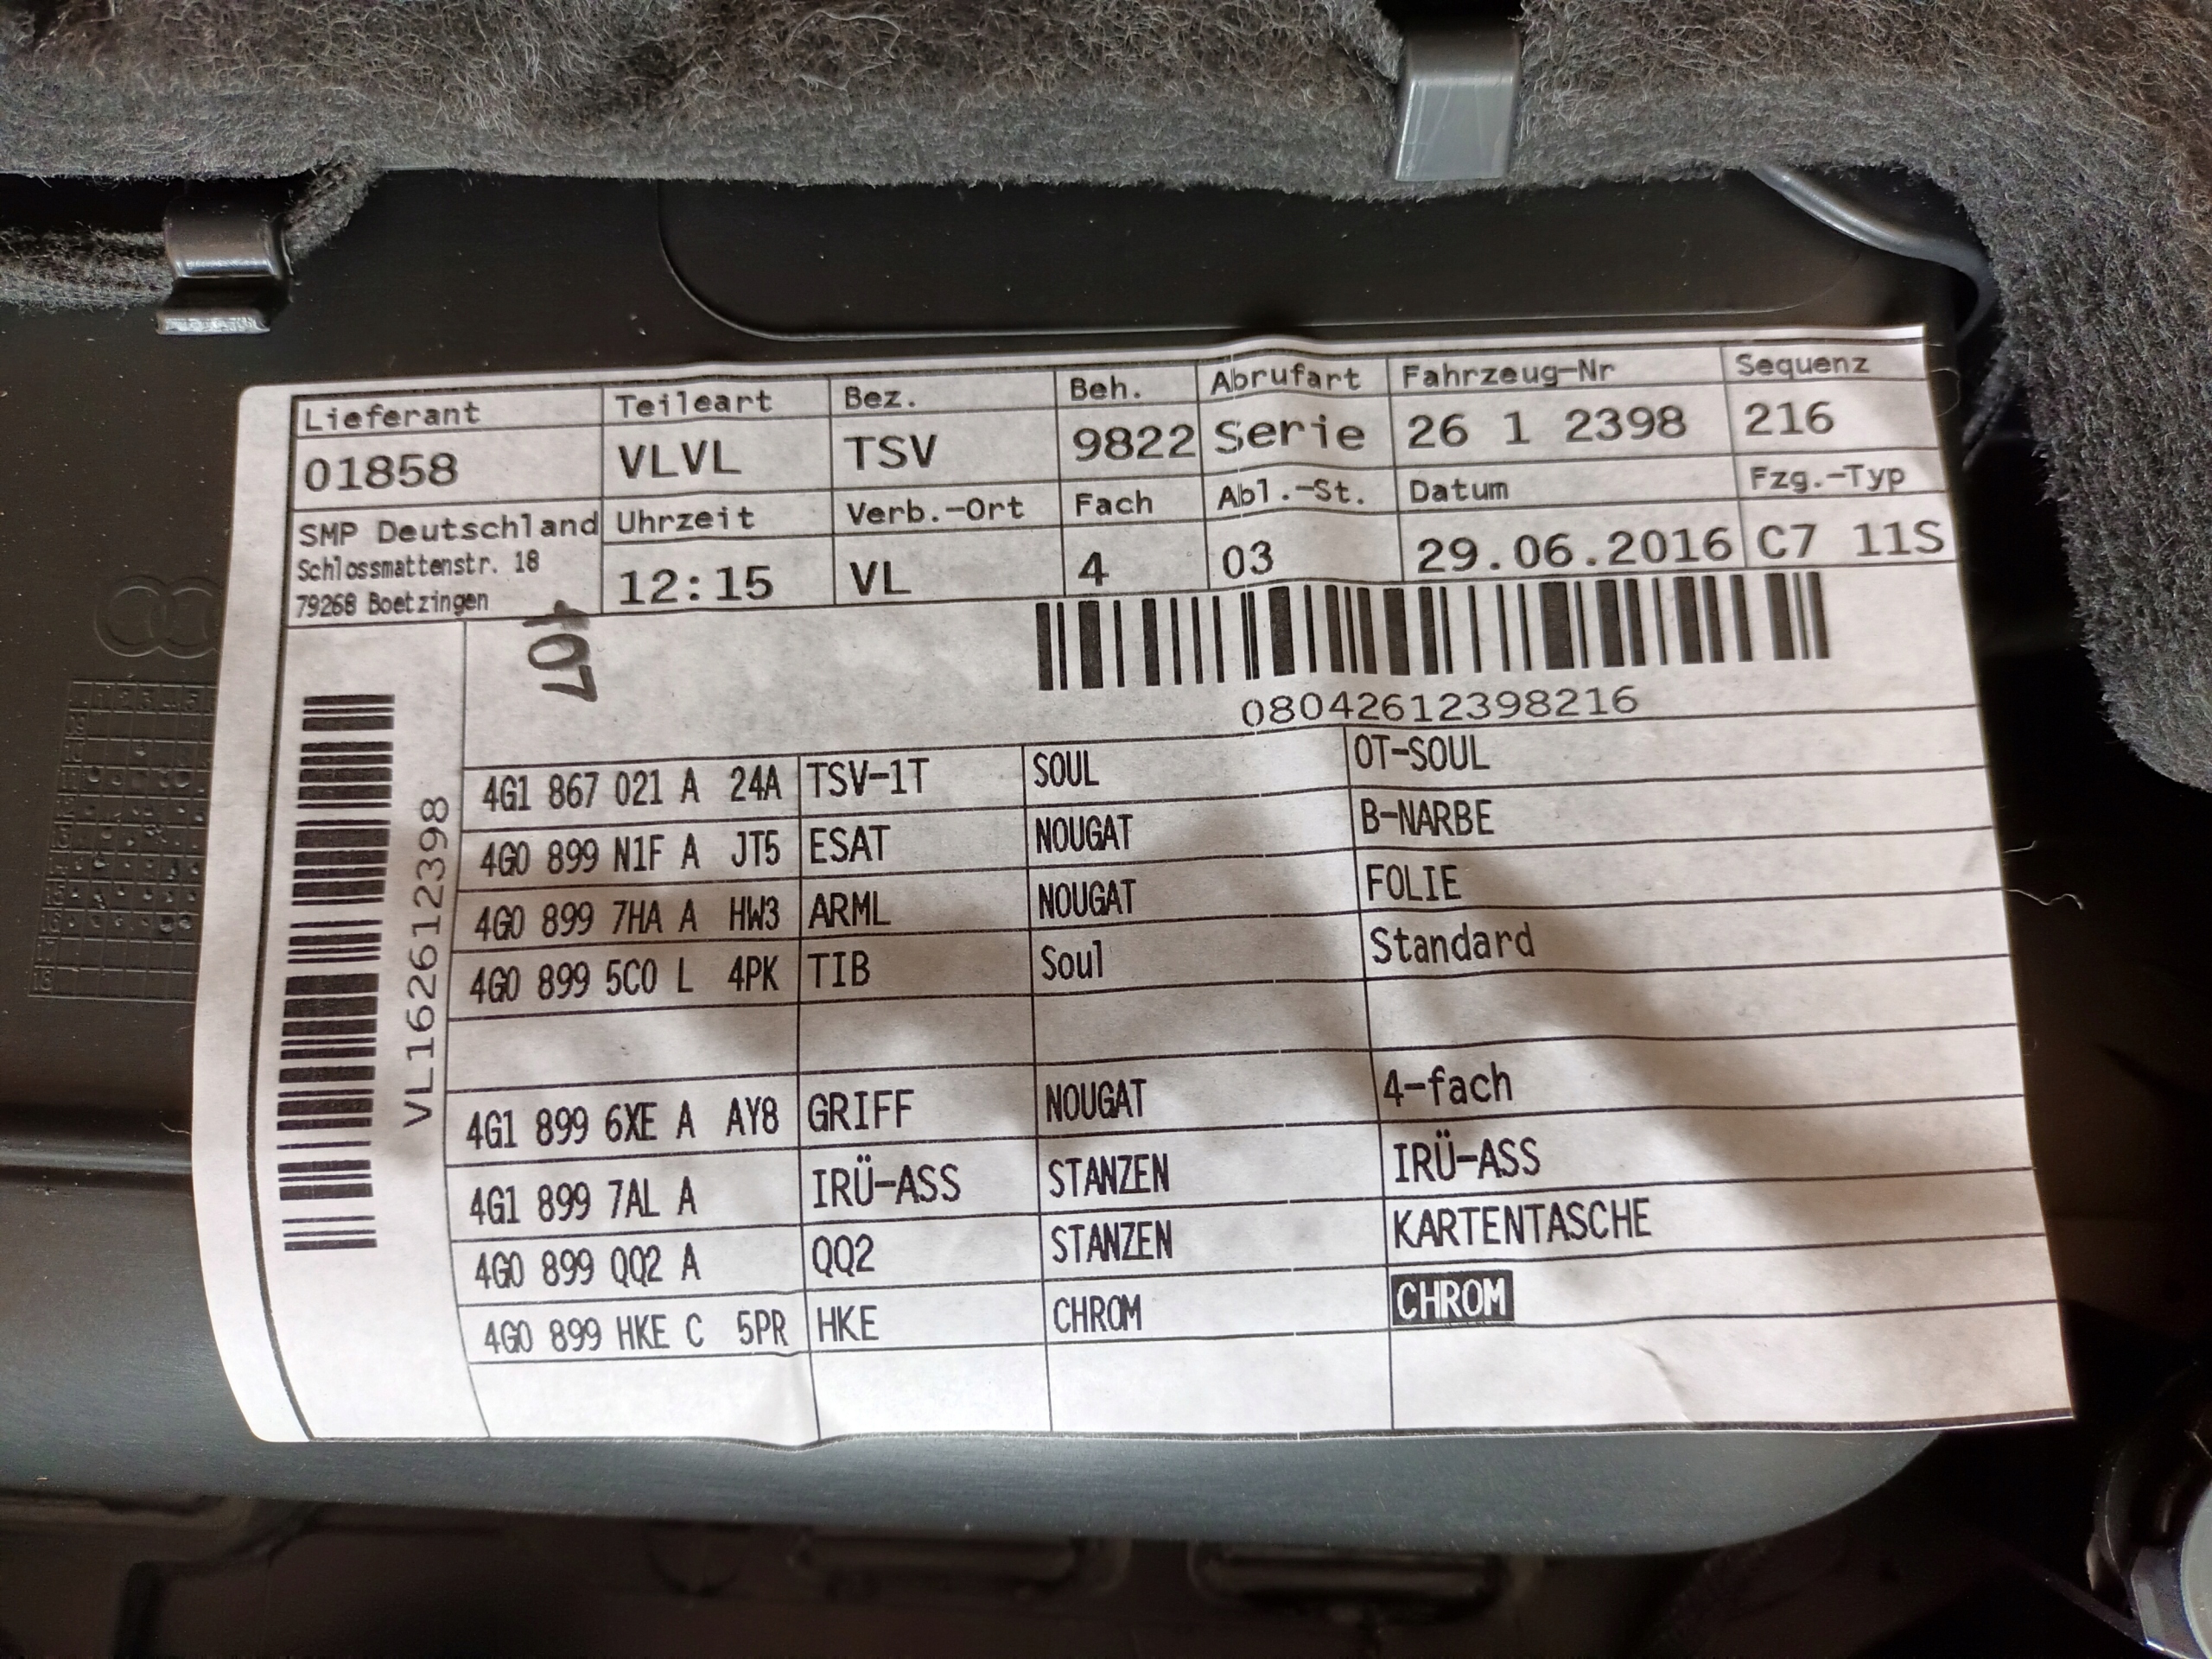 Lieferant Teileart Bez. Beh. Abrufart Fahrzeug-Nr Sequenz
01858 VLVL TSV 9822 Serie 26 1 2398 216
SMP Deutschland Uhrzeit Verb.-Ort Fach Abl.-St. Datum Fzg.-Typ
Schlossmattenstr. 18
79268 Boetzingen 12:15 VL 4 03 29.06.2016 C7 11S
407
08042612398216
VL162612398
4G1 867 021 A 24A TSV-1T SOUL OT-SOUL
4G0 899 N1F A JT5 ESAT NOUGAT B-NARBE
4G0 899 7HA A HW3 ARML NOUGAT FOLIE
4G0 899 5C0 L 4PK TIB Soul Standard
4G1 899 6XE A AY8 GRIFF NOUGAT 4-fach
4G1 899 7AL A IRÜ-ASS STANZEN IRÜ-ASS
4G0 899 QQ2 A QQ2 STANZEN KARTENTASCHE
4G0 899 HKE C 5PR HKE CHROM CHROM